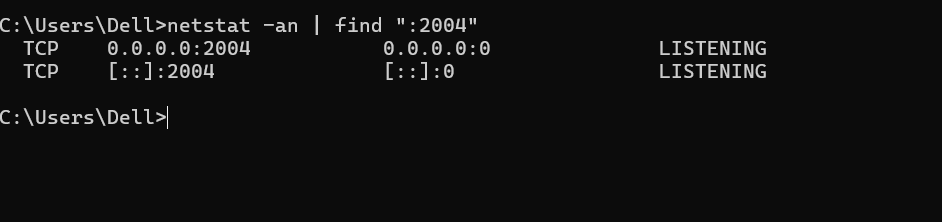 C:\Users\Dell>netstat -an | find ":2004"
  TCP    0.0.0.0:2004           0.0.0.0:0              LISTENING
  TCP    [::]:2004              [::]:0                 LISTENING
C:\Users\Dell>